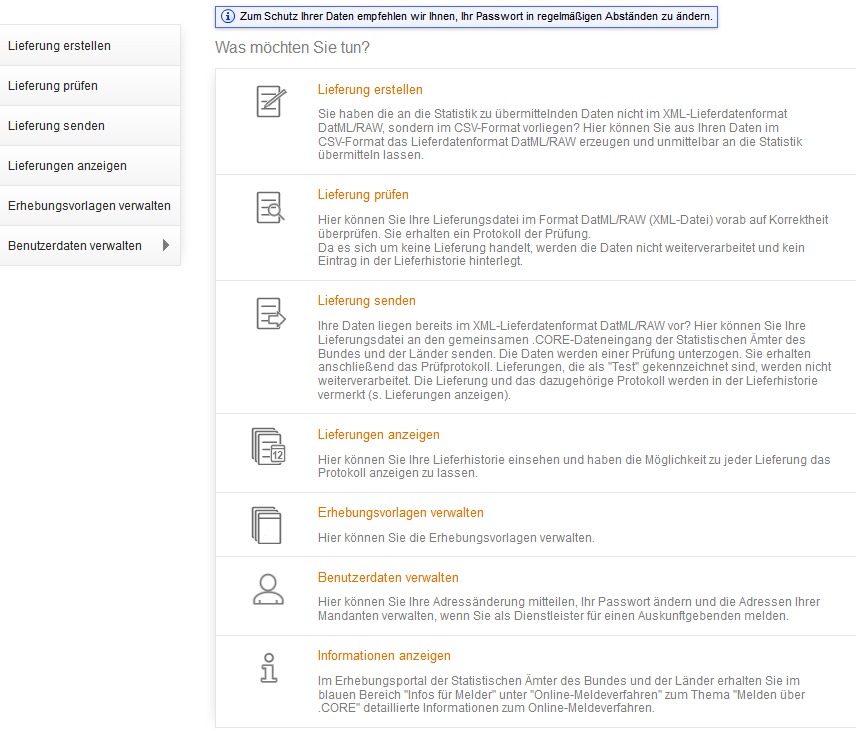 Zum Schutz Ihrer Daten empfehlen wir Ihnen, Ihr Passwort in regelmäßigen Abständen zu ändern.
Lieferung erstellen
Lieferung prüfen
Lieferung senden
Lieferungen anzeigen
Erhebungsvorlagen verwalten
Benutzerdaten verwalten
Was möchten Sie tun?
Lieferung erstellen
Sie haben die an die Statistik zu übermittelnden Daten nicht im XML-Lieferdatenformat
DatML/RAW, sondern im CSV-Format vorliegen? Hier können Sie aus Ihren Daten im
CSV-Format das Lieferdatenformat DatML/RAW erzeugen und unmittelbar an die Statistik
übermitteln lassen.
Lieferung prüfen
Hier können Sie Ihre Lieferungsdatei im Format DatML/RAW (XML-Datei) vorab auf Korrektheit
überprüfen. Sie erhalten ein Protokoll der Prüfung.
Da es sich um keine Lieferung handelt, werden die Daten nicht weiterverarbeitet und kein
Eintrag in der Lieferhistorie hinterlegt.
Lieferung senden
Ihre Daten liegen bereits im XML-Lieferdatenformat DatML/RAW vor? Hier können Sie Ihre
Lieferungsdatei an den gemeinsamen .CORE-Dateneingang der Statistischen Ämter des
Bundes und der Länder senden. Die Daten werden einer Prüfung unterzogen. Sie erhalten
anschließend das Prüfprotokoll. Lieferungen, die als "Test" gekennzeichnet sind, werden nicht
weiterverarbeitet. Die Lieferung und das dazugehörige Protokoll werden in der Lieferhistorie
vermerkt (s. Lieferungen anzeigen).
12
Lieferungen anzeigen
Hier können Sie Ihre Lieferhistorie einsehen und haben die Möglichkeit zu jeder Lieferung das
Protokoll anzeigen zu lassen.
Erhebungsvorlagen verwalten
Hier können Sie die Erhebungsvorlagen verwalten.
Benutzerdaten verwalten
Hier können Sie Ihre Adressänderung mitteilen, Ihr Passwort ändern und die Adressen Ihrer
Mandanten verwalten, wenn Sie als Dienstleister für einen Auskunftgebenden melden.
Informationen anzeigen
Im Erhebungsportal der Statistischen Ämter des Bundes und der Länder erhalten Sie im
blauen Bereich "Infos für Melder" unter "Online-Meldeverfahren" zum Thema "Melden über
.CORE" detaillierte Informationen zum Online-Meldeverfahren.